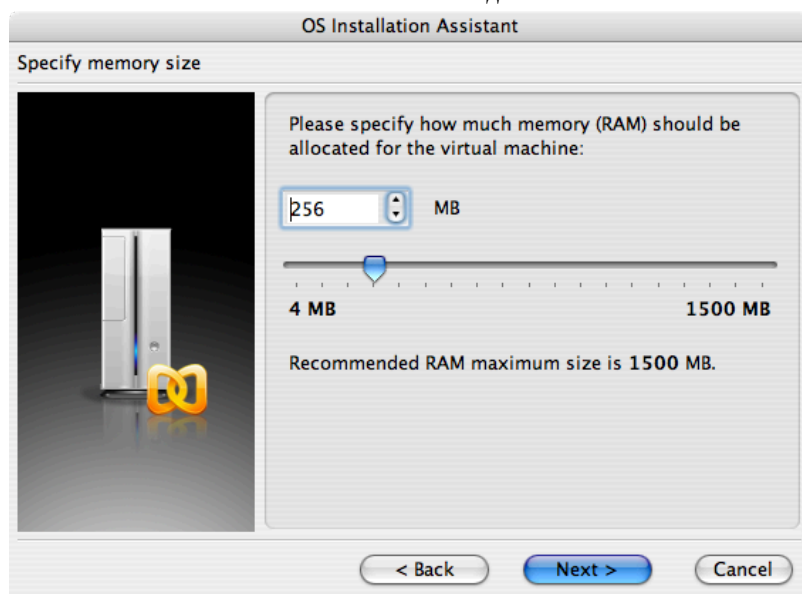 OS Installation Assistant
Specify memory size
Please specify how much memory (RAM) should be
allocated for the virtual machine:
256 MB
4 MB 1500 MB
Recommended RAM maximum size is 1500 MB.
< Back Next > Cancel